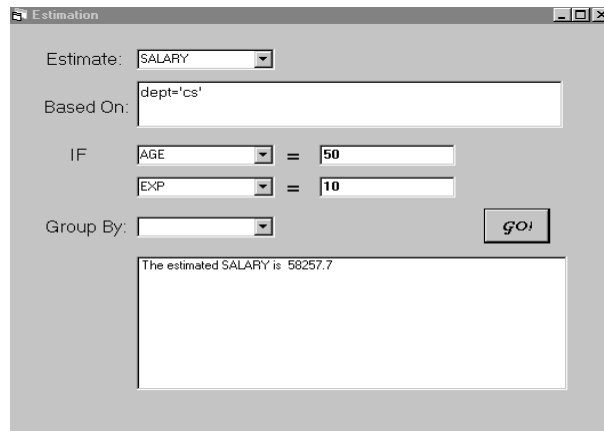 Estimation
Estimate: SALARY
Based On: dept='cs'
IF AGE = 50
EXP = 10
Group By:
GO!
The estimated SALARY is 58257.7